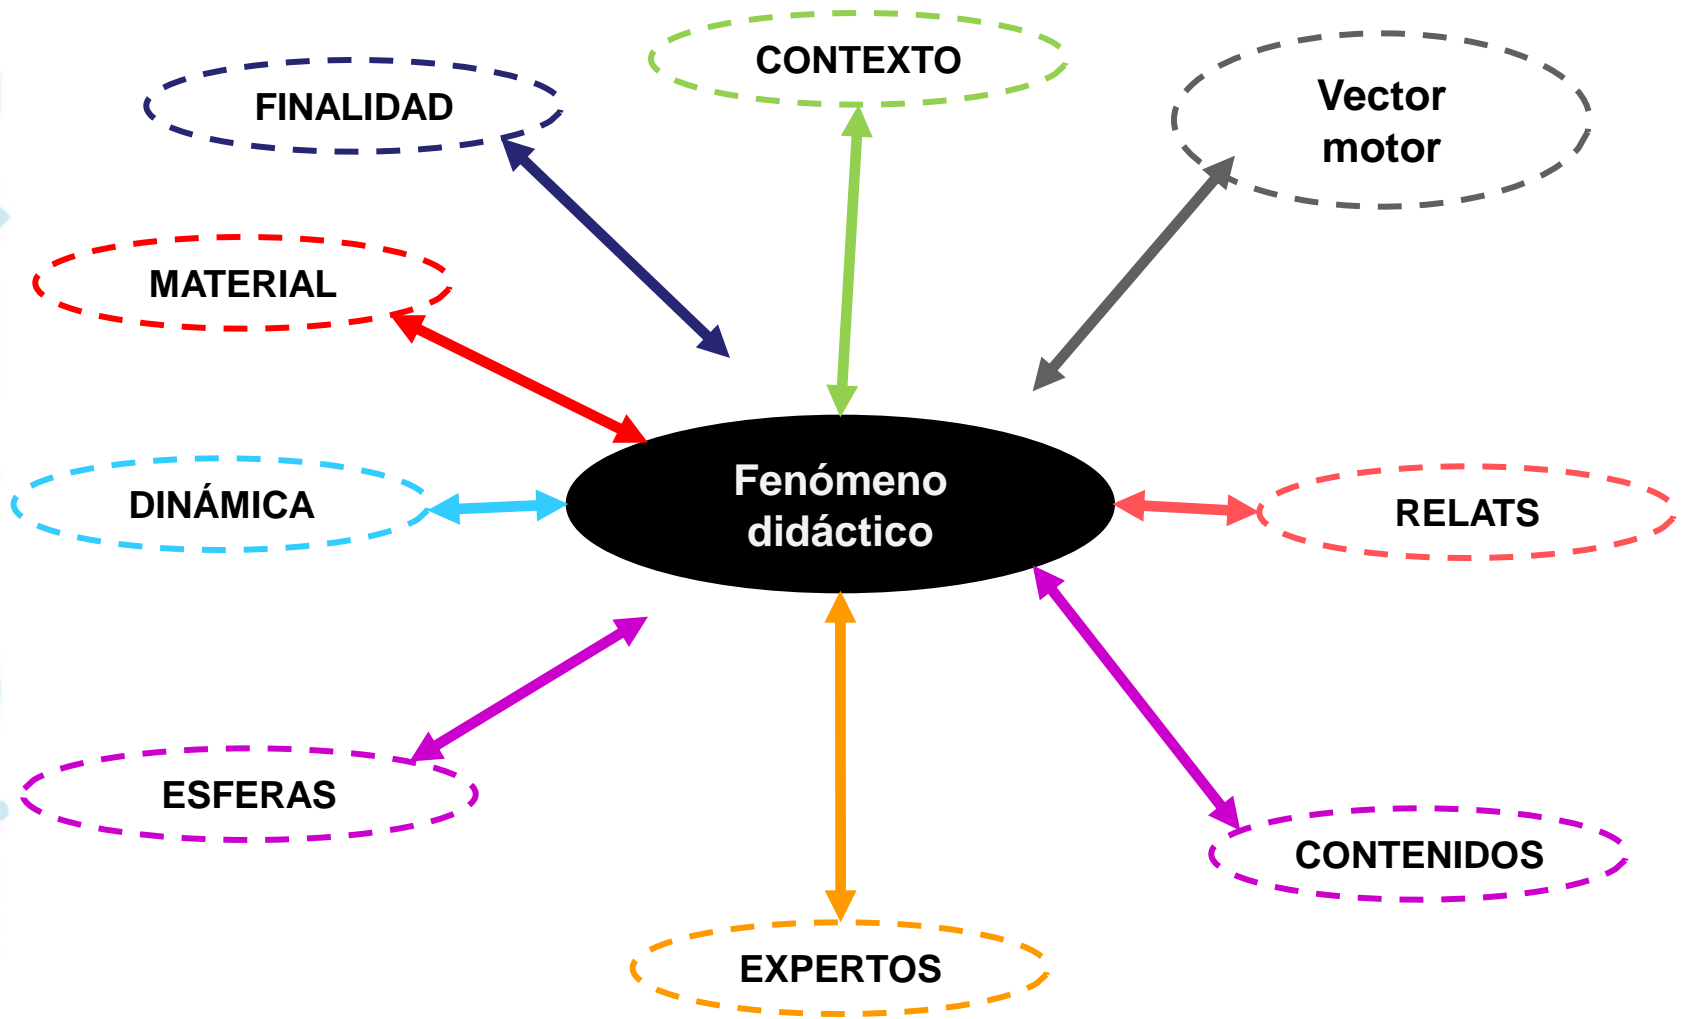 CONTEXTO
FINALIDAD
Vector
motor
MATERIAL
Fenómeno
didáctico
DINÁMICA
RELATS
ESFERAS
CONTENIDOS
EXPERTOS